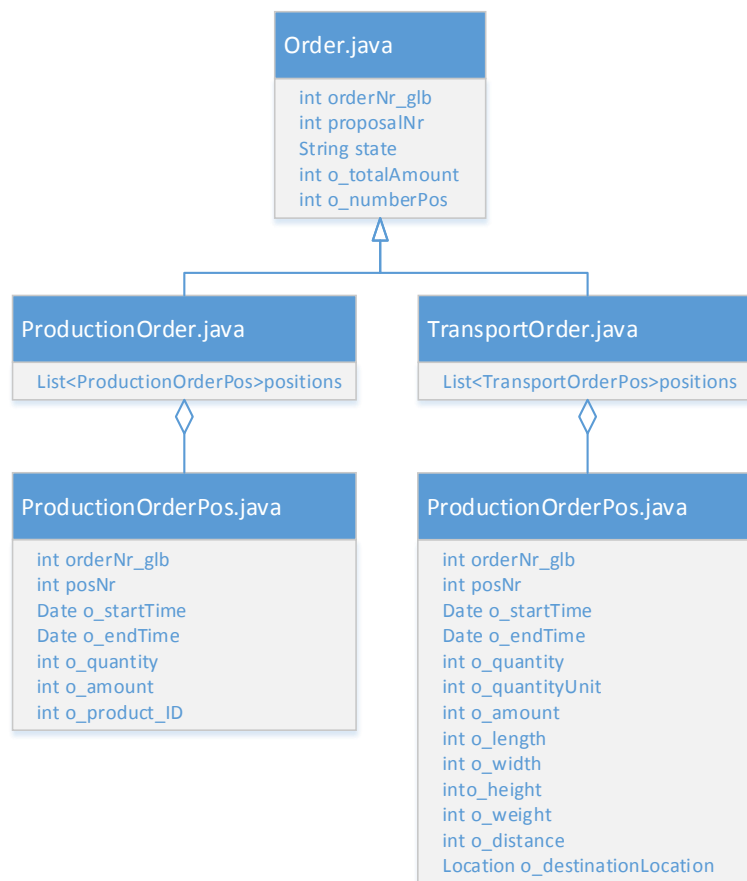 Order.java
int orderNr_glb
int proposalNr
String state
int o_totalAmount
int o_numberPos
ProductionOrder.java
List<ProductionOrderPos>positions
TransportOrder.java
List<TransportOrderPos>positions
ProductionOrderPos.java
int orderNr_glb
int posNr
Date o_startTime
Date o_endTime
int o_quantity
int o_amount
int o_product_ID
ProductionOrderPos.java
int orderNr_glb
int posNr
Date o_startTime
Date o_endTime
int o_quantity
int o_quantityUnit
int o_amount
int o_length
int o_width
into_height
int o_weight
int o_distance
Location o_destinationLocation